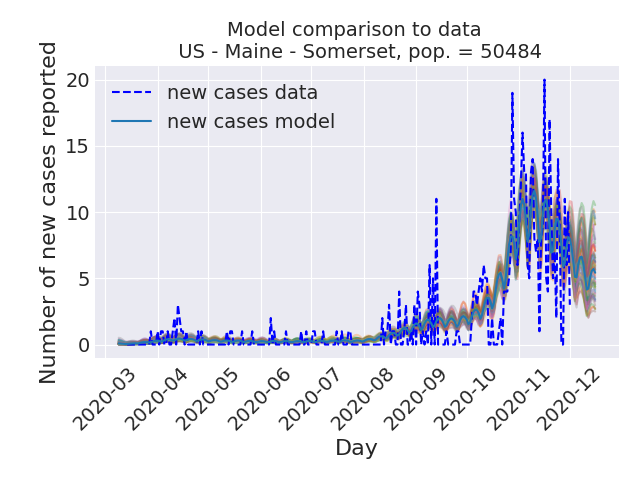 Model comparison to data
US - Maine - Somerset, pop. = 50484
new cases data
new cases model
Number of new cases reported
20
15
10
5
0
2020-03
2020-04
2020-05
2020-06
2020-07
2020-08
2020-09
2020-10
2020-11
2020-12
Day